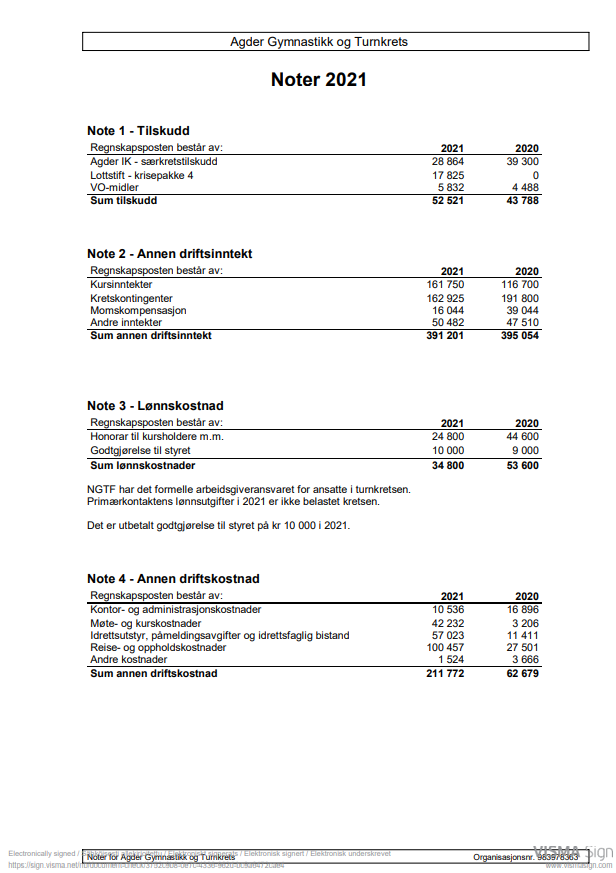 Agder Gymnastikk og Turnkrets
Noter 2021
Note 1 - Tilskudd
Regnskapsposten består av: 2021 2020
Agder IK - særkretstilskudd 28 864 39 300
Lottstift - krisepakke 4 17 825 0
VO-midler 5 832 4 488
Sum tilskudd 52 521 43 788
Note 2 - Annen driftsinntekt
Regnskapsposten består av: 2021 2020
Kursinntekter 161 750 116 700
Kretskontingenter 162 925 191 800
Momskompensasjon 16 044 39 044
Andre inntekter 50 482 47 510
Sum annen driftsinntekt 391 201 395 054
Note 3 - Lønnskostnad
Regnskapsposten består av: 2021 2020
Honorar til kursholdere m.m. 24 800 44 600
Godtgjørelse til styret 10 000 9 000
Sum lønnskostnader 34 800 53 600
NGTF har det formelle arbeidsgiveransvaret for ansatte i turnkretsen.
Primærkontaktens lønnsutgifter i 2021 er ikke belastet kretsen.
Det er utbetalt godtgjørelse til styret på kr 10 000 i 2021.
Note 4 - Annen driftskostnad
Regnskapsposten består av: 2021 2020
Kontor- og administrasjonskostnader 10 536 16 896
Møte- og kurskostnader 42 232 3 206
Idrettsutstyr, påmeldingsavgifter og idrettsfaglig bistand 57 023 11 411
Reise- og oppholdskostnader 100 457 27 501
Andre kostnader 1 524 3 666
Sum annen driftskostnad 211 772 62 679
Electronically signed / Sähköisesti allekirjoitettu / Elektroniskt signerats / Elektronisk signert / Elektronisk underskrevet
VISMA Sign
Noter for Agder Gymnastikk og Turnkrets Organisasjonsnr. 983978363
www.vismasign.com